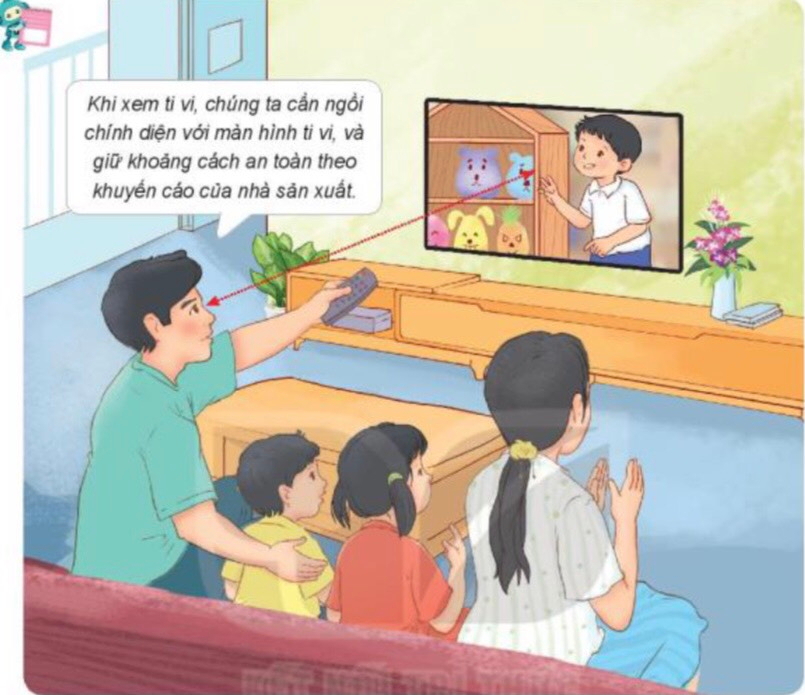 Khi xem ti vi, chúng ta cần ngồi
chính diện với màn hình ti vi, và
giữ khoảng cách an toàn theo
khuyến cáo của nhà sản xuất.